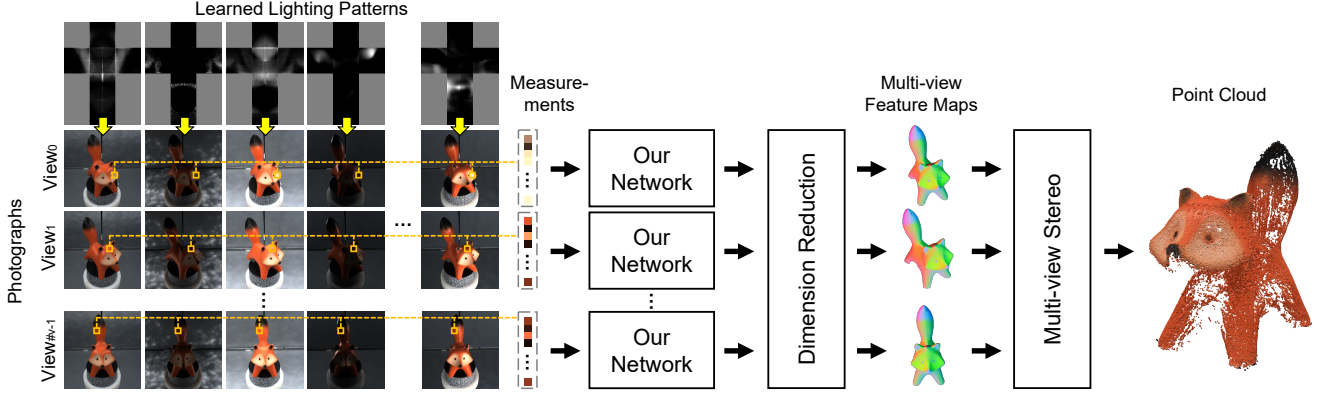 Learned Lighting Patterns
Measure-
ments
Multi-view
Feature Maps
Point Cloud
Photographs
View0
...
Our
Network
View1
...
Our
Network
Dimension Reduction
Multi-view Stereo
View#v-1
Our
Network